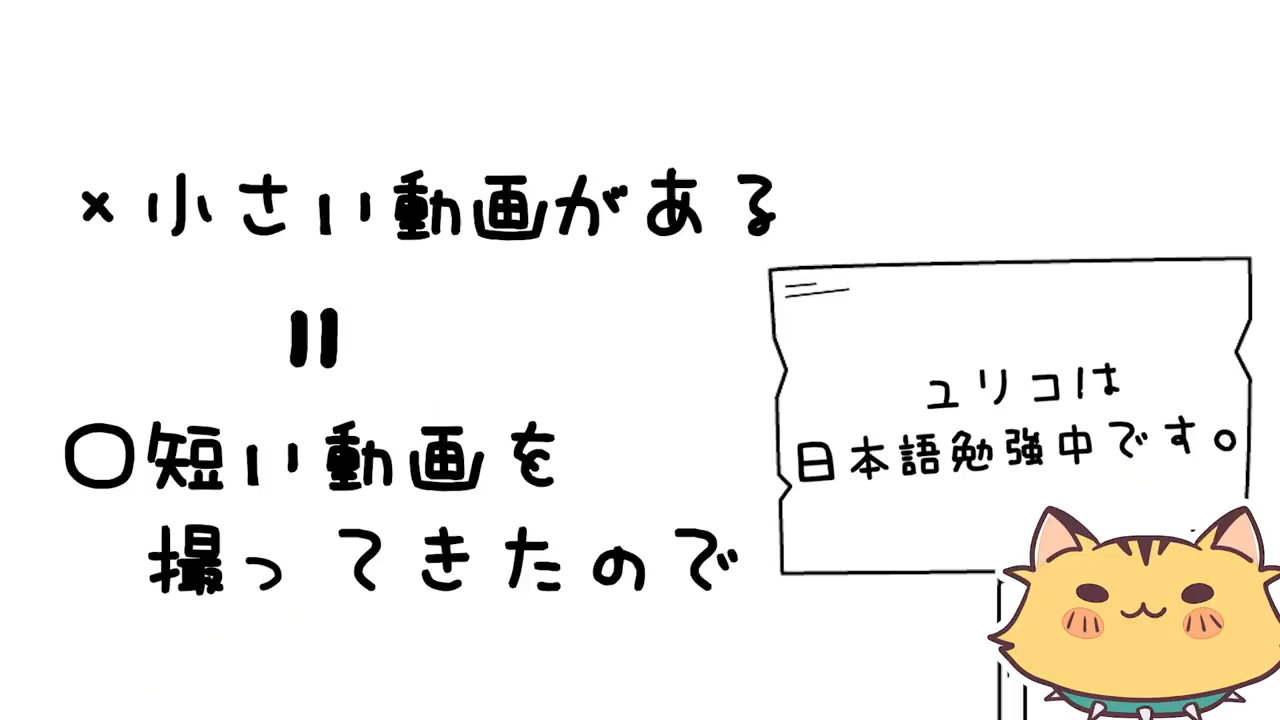 ×小さい動画がある
=
〇短い動画を
撮ってきたので
ユリコは
日本語勉強中です。